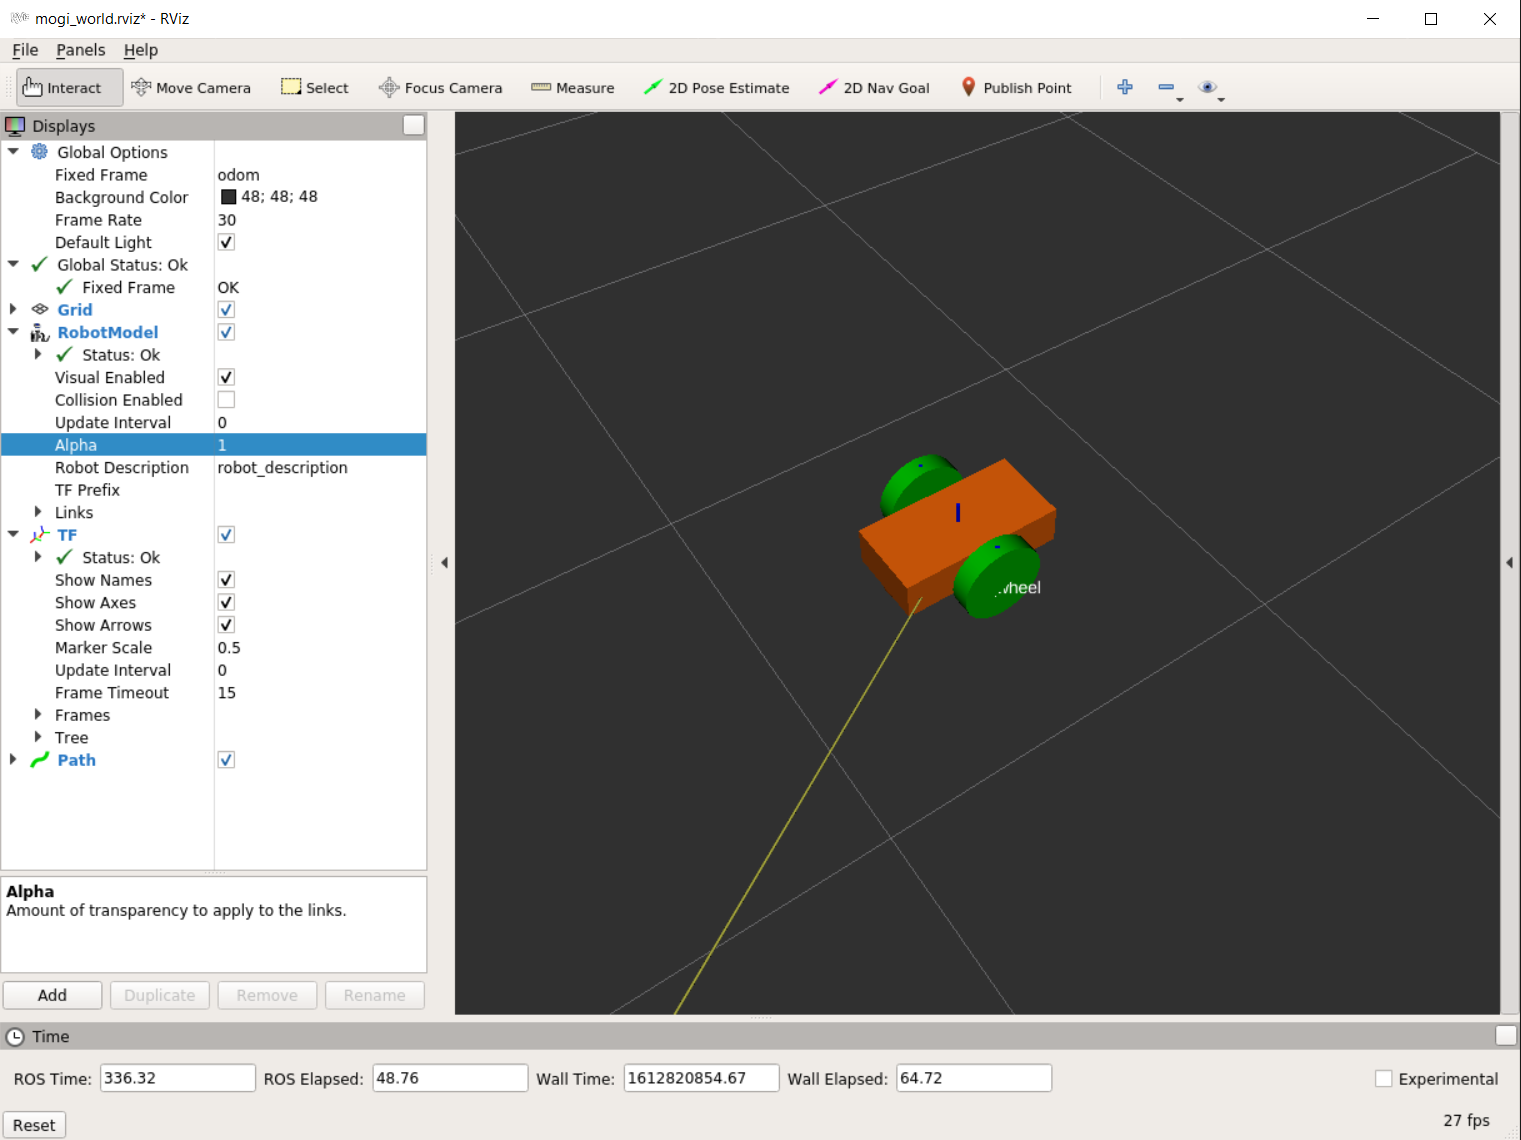 mogi_world.rviz* - RViz
File Panels Help
Interact Move Camera Select Focus Camera Measure 2D Pose Estimate 2D Nav Goal Publish Point
Displays
Global Options
Fixed Frame odom
Background Color 48; 48; 48
Frame Rate 30
Default Light
Global Status: Ok
Fixed Frame OK
Grid
RobotModel
Status: Ok
Visual Enabled
Collision Enabled
Update Interval 0
Alpha 1
Robot Description robot_description
TF Prefix
Links
TF
Status: Ok
Show Names
Show Axes
Show Arrows
Marker Scale 0.5
Update Interval 0
Frame Timeout 15
Frames
Tree
Path
Alpha
Amount of transparency to apply to the links.
Add Duplicate Remove Rename
Time
ROS Time: 336.32 ROS Elapsed: 48.76 Wall Time: 1612820854.67 Wall Elapsed: 64.72 Experimental
Reset 27 fps